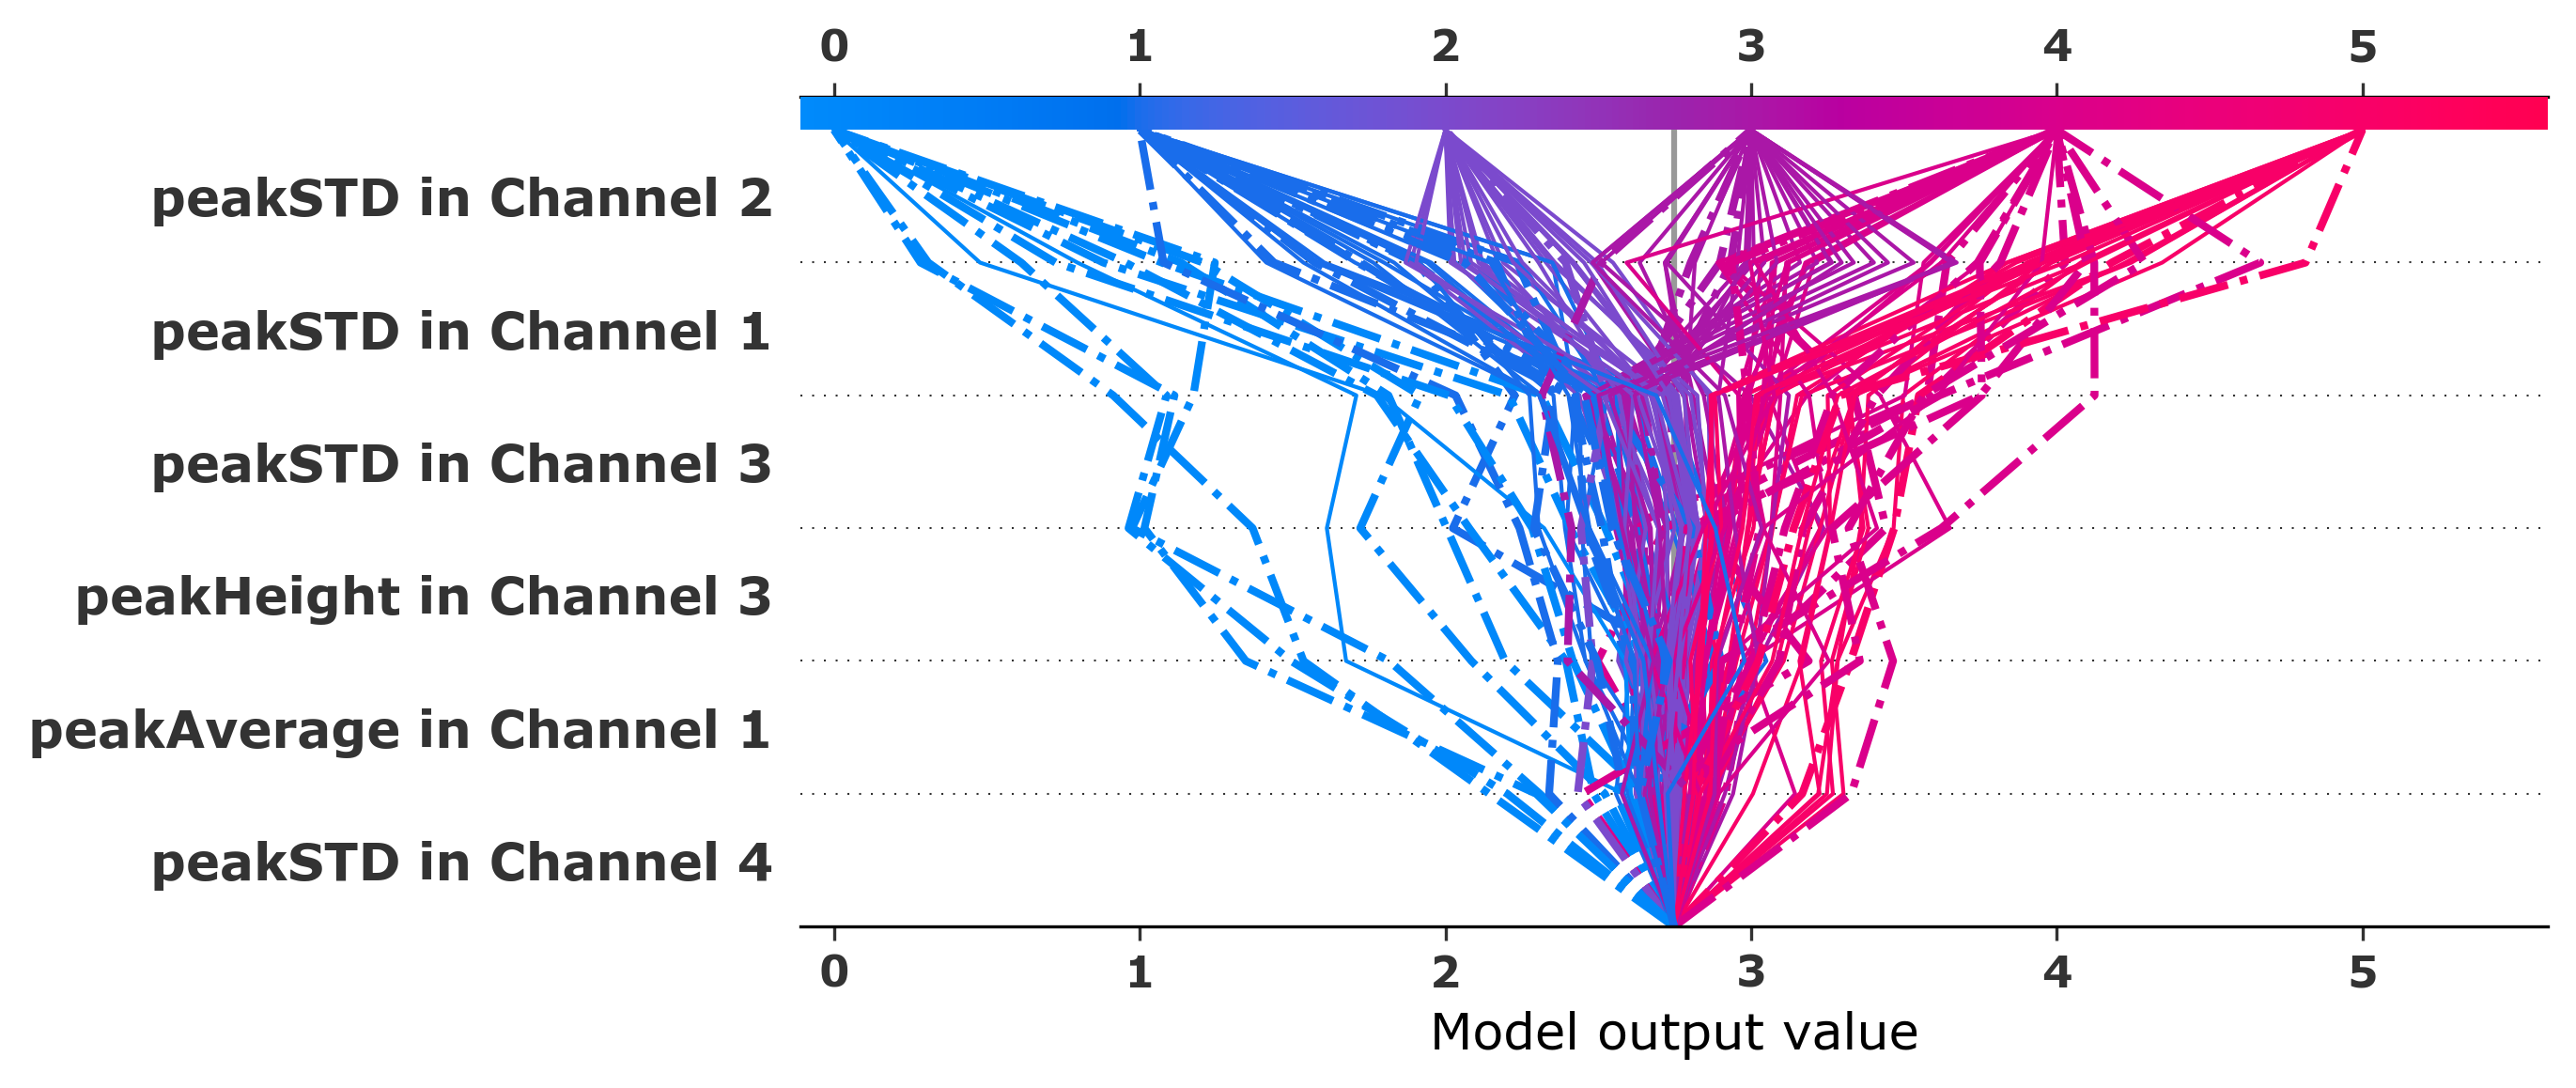 0 1 2 3 4 5
peakSTD in Channel 2
peakSTD in Channel 1
peakSTD in Channel 3
peakHeight in Channel 3
peakAverage in Channel 1
peakSTD in Channel 4
0 1 2 3 4 5
Model output value